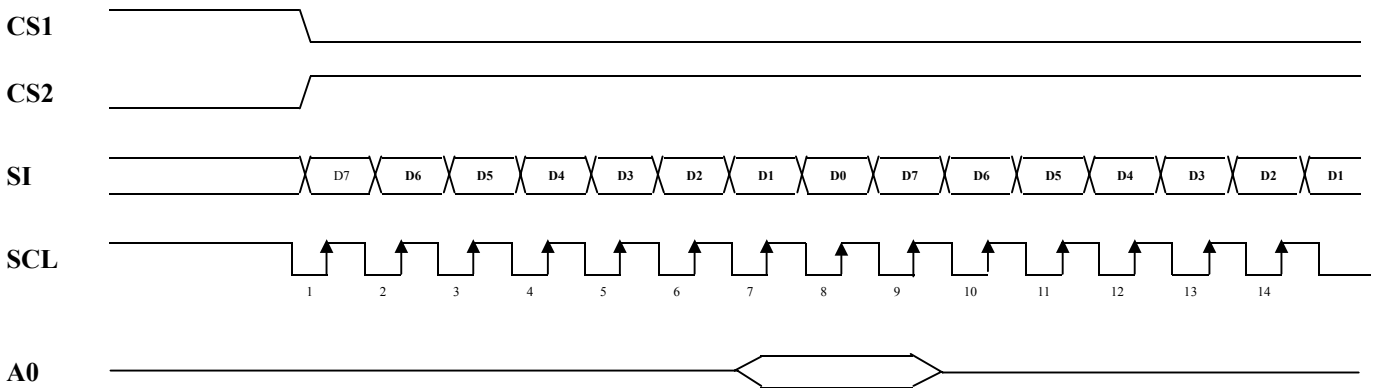 CS1
CS2
SI D7 D6 D5 D4 D3 D2 D1 D0 D7 D6 D5 D4 D3 D2 D1
SCL
1 2 3 4 5 6 7 8 9 10 11 12 13 14
A0